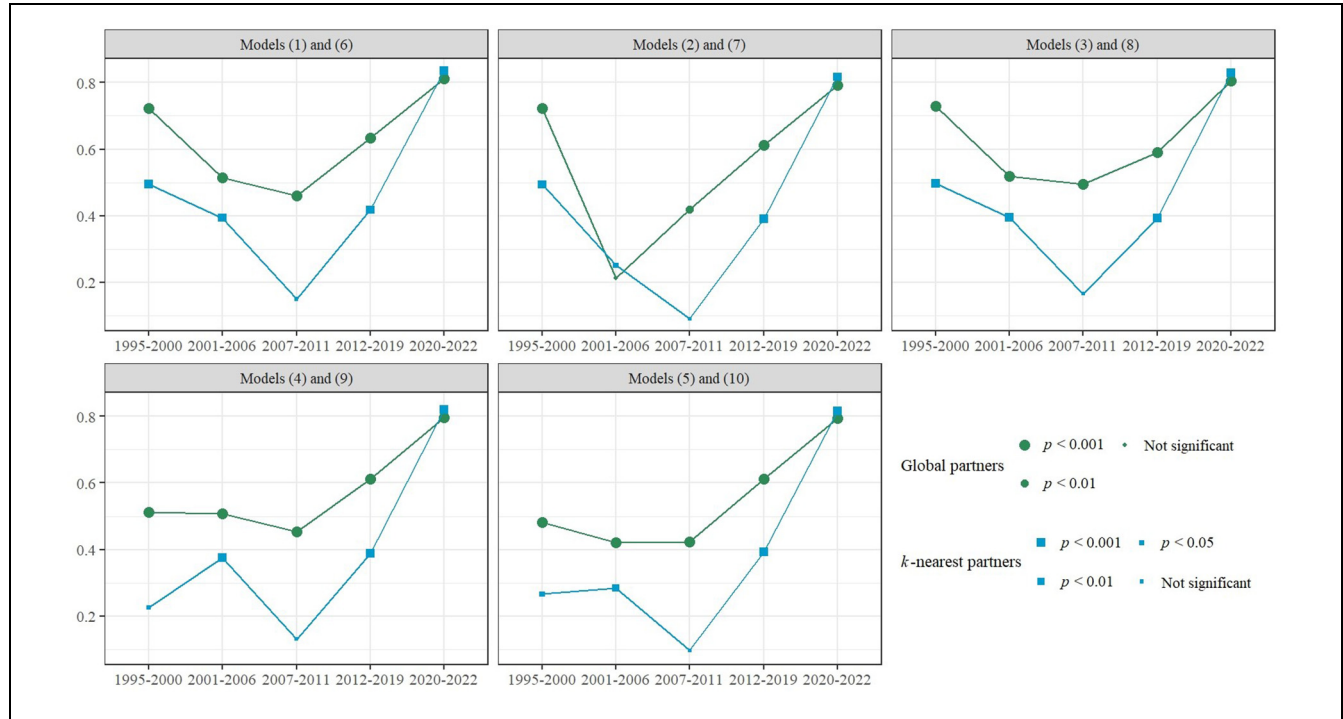 Models (1) and (6)
Models (2) and (7)
Models (3) and (8)
0.8
0.6
0.4
0.2
1995-2000 2001-2006 2007-2011 2012-2019 2020-2022
1995-2000 2001-2006 2007-2011 2012-2019 2020-2022
1995-2000 2001-2006 2007-2011 2012-2019 2020-2022
Models (4) and (9)
Models (5) and (10)
0.8
0.6
0.4
0.2
1995-2000 2001-2006 2007-2011 2012-2019 2020-2022
1995-2000 2001-2006 2007-2011 2012-2019 2020-2022
Global partners
p < 0.001
Not significant
p < 0.01
k-nearest partners
p < 0.001
p < 0.05
p < 0.01
Not significant